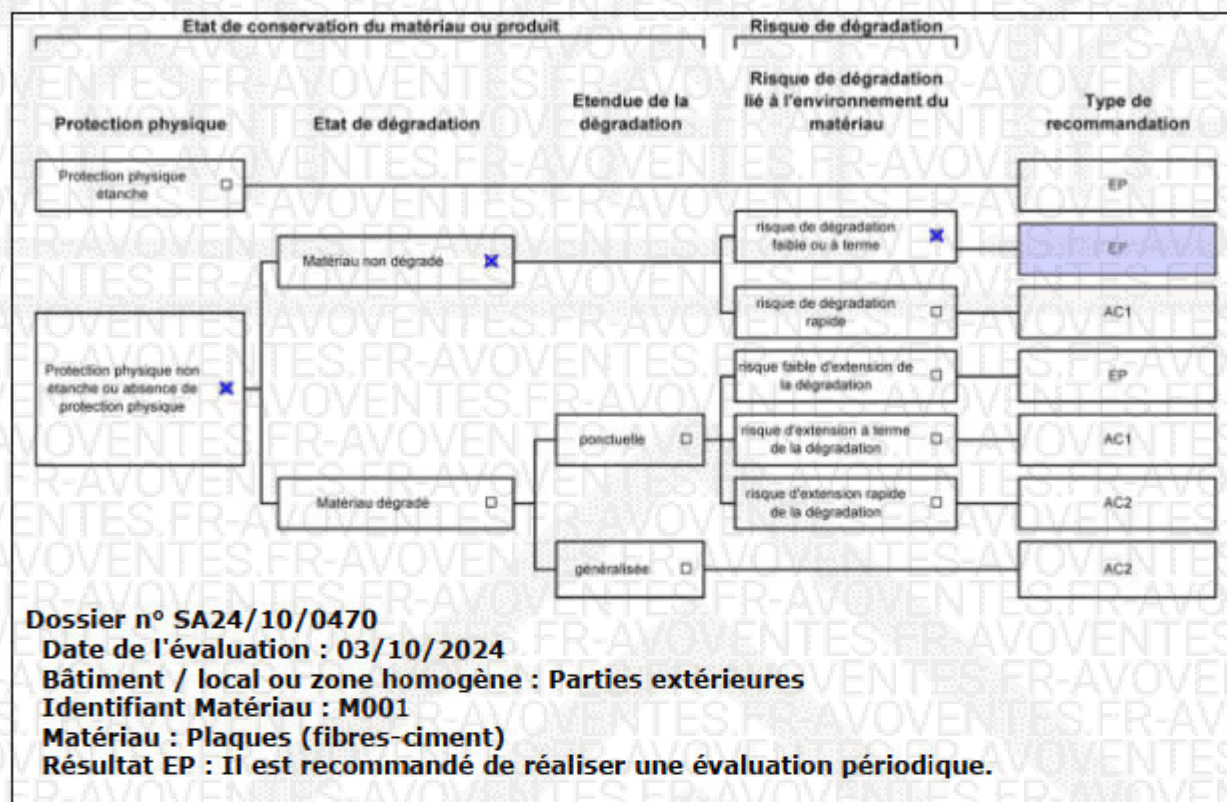 Etat de conservation du matériau ou produit
Risque de dégradation
Protection physique
Etat de dégradation
Etendue de la
dégradation
Risque de dégradation
lié à l'environnement du
matériau
Type de
recommandation
Protection physique
étanche
EP
risque de dégradation
faible ou à terme
EP
Matériau non dégradé
risque de dégradation
rapide
AC1
Protection physique non
étanche ou absence de
protection physique
risque faible d'extension de
la dégradation
EP
ponctuelle
risque d'extension à terme
de la dégradation
AC1
Matériau dégradé
risque d'extension rapide
de la dégradation
AC2
généralisée
AC2
Dossier n° SA24/10/0470
Date de l'évaluation : 03/10/2024
Bâtiment / local ou zone homogène : Parties extérieures
Identifiant Matériau : M001
Matériau : Plaques (fibres-ciment)
Résultat EP : Il est recommandé de réaliser une évaluation périodique.